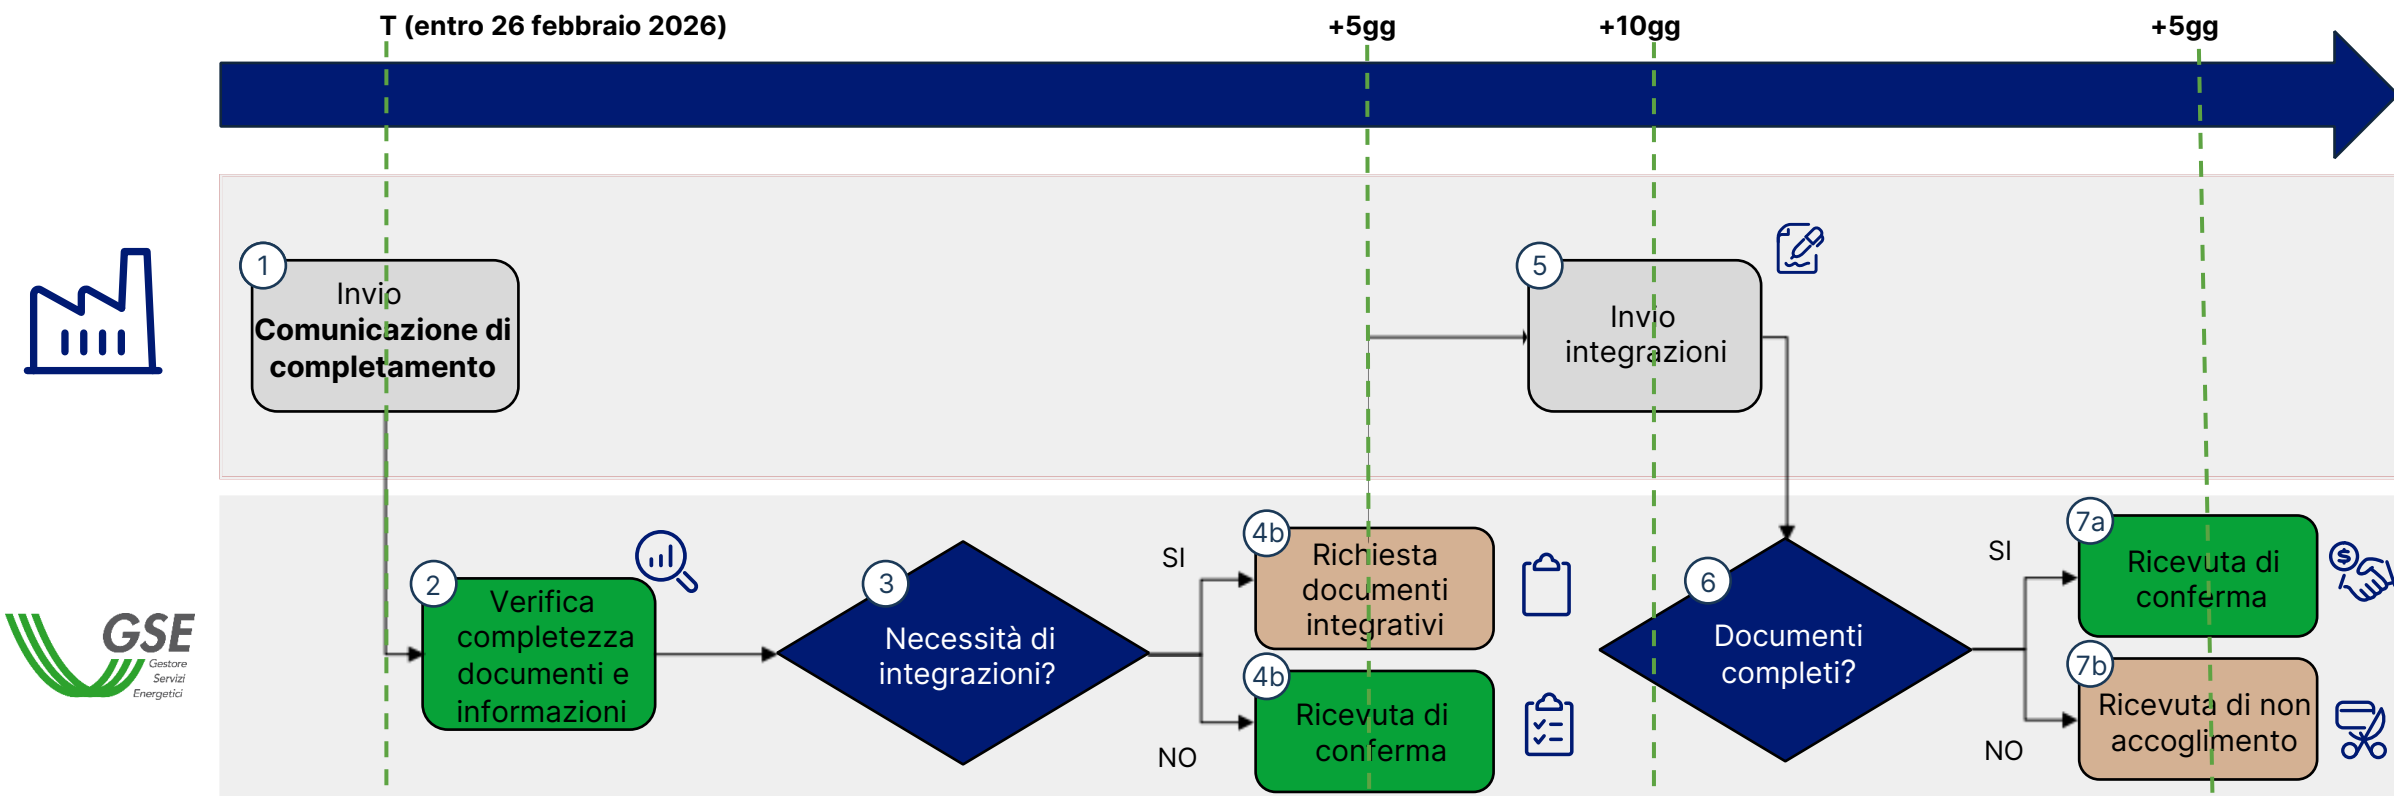 T (entro 26 febbraio 2026)
+5gg
+10gg
+5gg
1
Invio
Comunicazione di
completamento
5
Invio
integrazioni
GSE
Gestore
Servizi
Energetici
2
Verifica
completezza
documenti e
informazioni
3
Necessità di
integrazioni?
SI
NO
4b
Richiesta
documenti
integrativi
4b
Ricevuta di
conferma
6
Documenti
completi?
SI
NO
7a
Ricevuta di
conferma
$
7b
Ricevuta di non
accoglimento